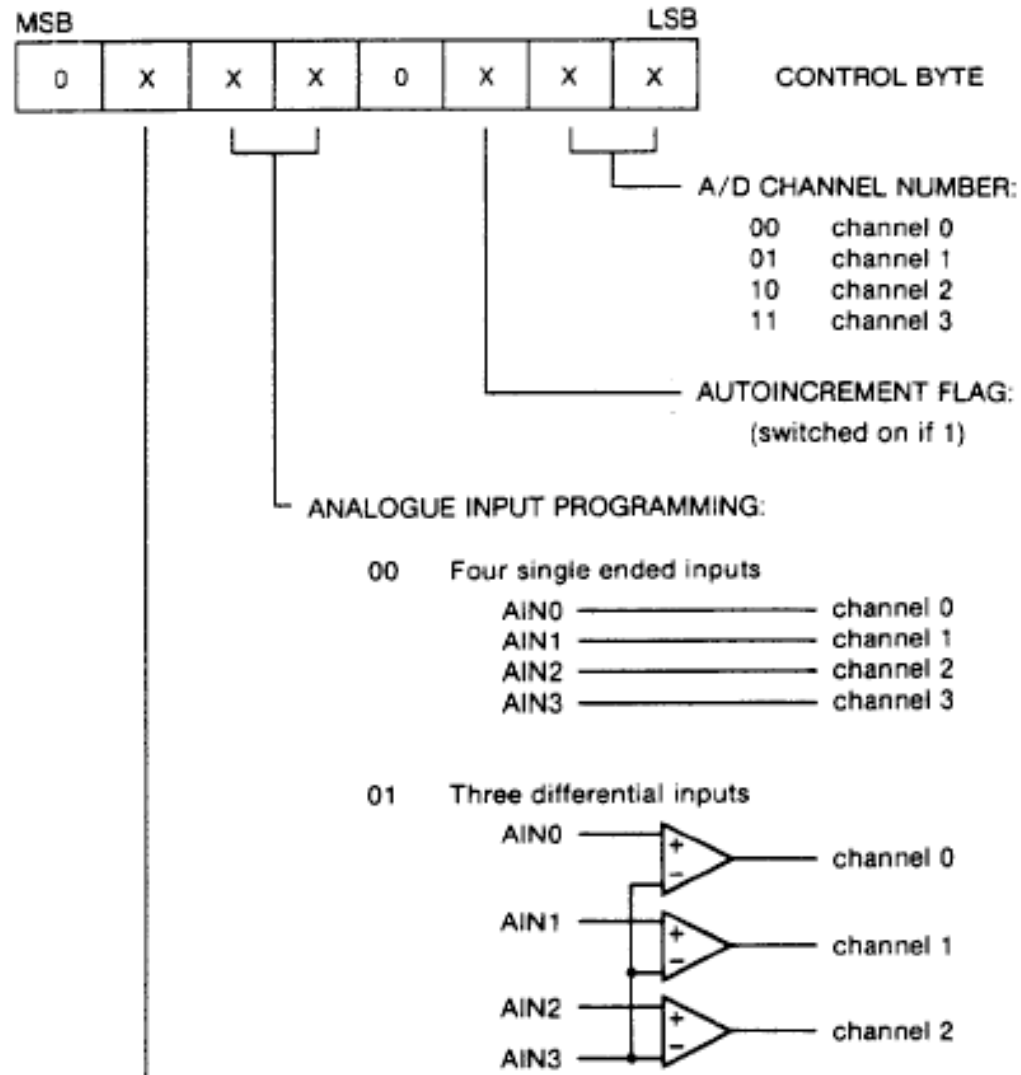 MSB LSB
0 X X X 0 X X X CONTROL BYTE
A/D CHANNEL NUMBER:
00 channel 0
01 channel 1
10 channel 2
11 channel 3
AUTOINCREMENT FLAG:
(switched on if 1)
ANALOGUE INPUT PROGRAMMING:
00 Four single ended inputs
AIN0 channel 0
AIN1 channel 1
AIN2 channel 2
AIN3 channel 3
01 Three differential inputs
AIN0 + − channel 0
AIN1 + − channel 1
AIN2 + − channel 2
AIN3